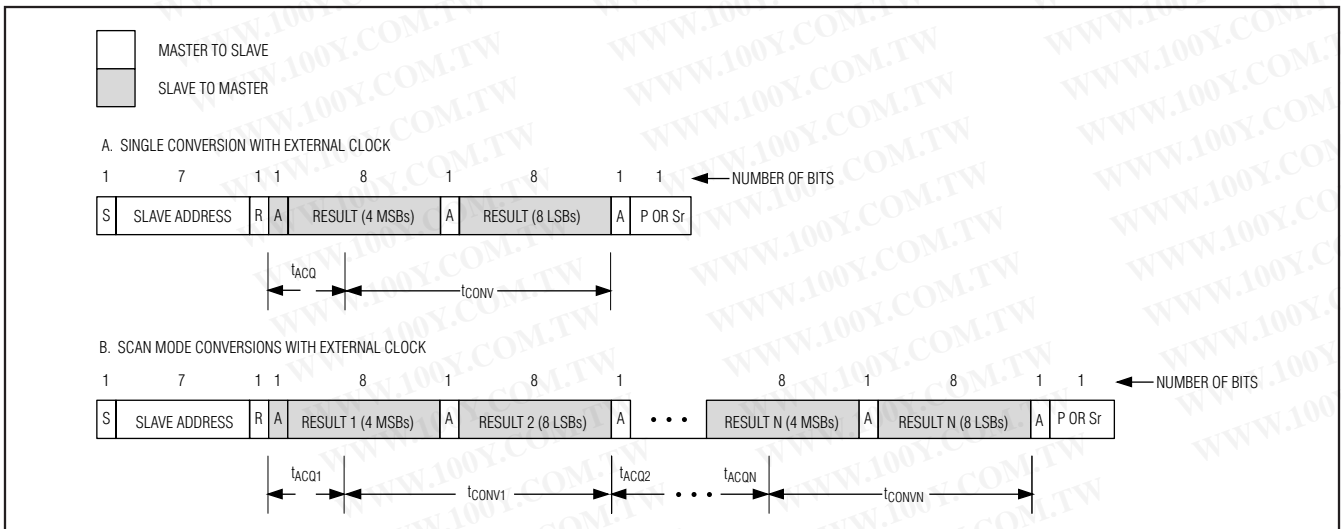 MASTER TO SLAVE
SLAVE TO MASTER
A. SINGLE CONVERSION WITH EXTERNAL CLOCK
1 7 1 1 8 1 8 1 1 NUMBER OF BITS
S SLAVE ADDRESS R A RESULT (4 MSBs) A RESULT (8 LSBs) A P OR Sr
tACQ
tCONV
B. SCAN MODE CONVERSIONS WITH EXTERNAL CLOCK
1 7 1 1 8 1 8 1 8 1 8 1 1 NUMBER OF BITS
S SLAVE ADDRESS R A RESULT 1 (4 MSBs) A RESULT 2 (8 LSBs) A • • • RESULT N (4 MSBs) A RESULT N (8 LSBs) A P OR Sr
tACQ1 tACQ2 tACQN
tCONV1 • • • tCONVN
WWW.100Y.COM.TW